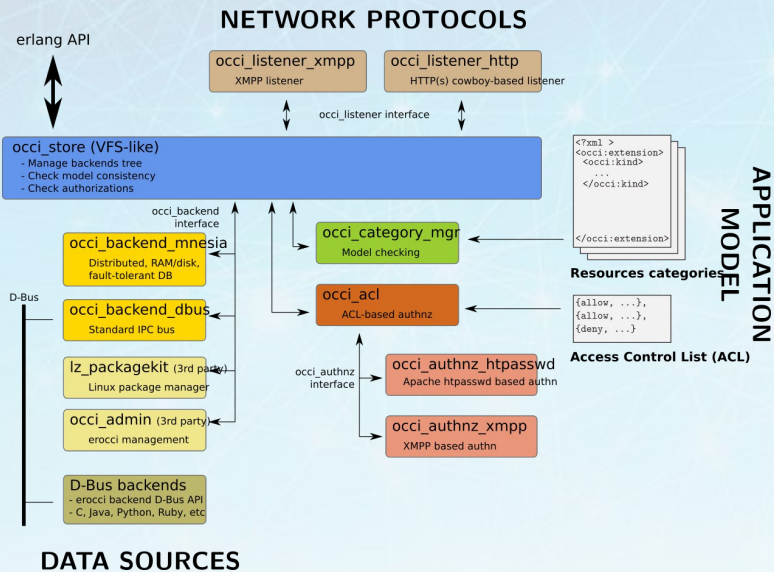 NETWORK PROTOCOLS
erlang API
occi_listener_xmpp
XMPP listener
occi_listener_http
HTTP(s) cowboy-based listener
occi_listener interface
occi_store (VFS-like)
- Manage backends tree
- Check model consistency
- Check authorizations
<?xml >
<occi:extension>
<occi:kind>
...
</occi:kind>
</occi:extension>
Resources categories
APPLICATION
MODEL
occi_backend
interface
occi_backend_mnesia
Distributed, RAM/disk,
fault-tolerant DB
occi_category_mgr
Model checking
D-Bus
occi_backend_dbus
Standard IPC bus
occi_acl
ACL-based authnz
{allow, ...},
{allow, ...},
{deny, ...}
Access Control List (ACL)
lz_packagekit (3rd party)
Linux package manager
occi_authnz
interface
occi_authnz_htpasswd
Apache htpasswd based authn
occi_admin (3rd party)
erocci management
occi_authnz_xmpp
XMPP based authn
D-Bus backends
- erocci backend D-Bus API
- C, Java, Python, Ruby, etc
DATA SOURCES